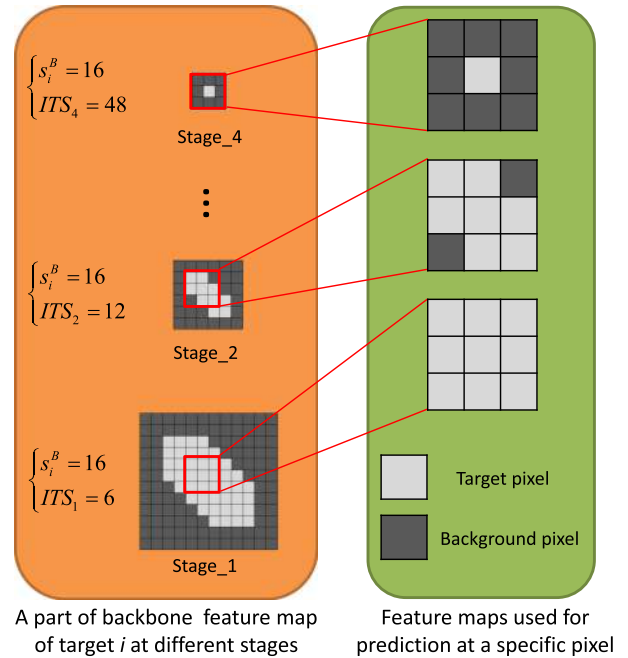 s_i^B = 16
ITS_4 = 48
Stage_4
⋮
s_i^B = 16
ITS_2 = 12
Stage_2
s_i^B = 16
ITS_1 = 6
Stage_1
Target pixel
Background pixel
A part of backbone feature map
of target i at different stages
Feature maps used for
prediction at a specific pixel